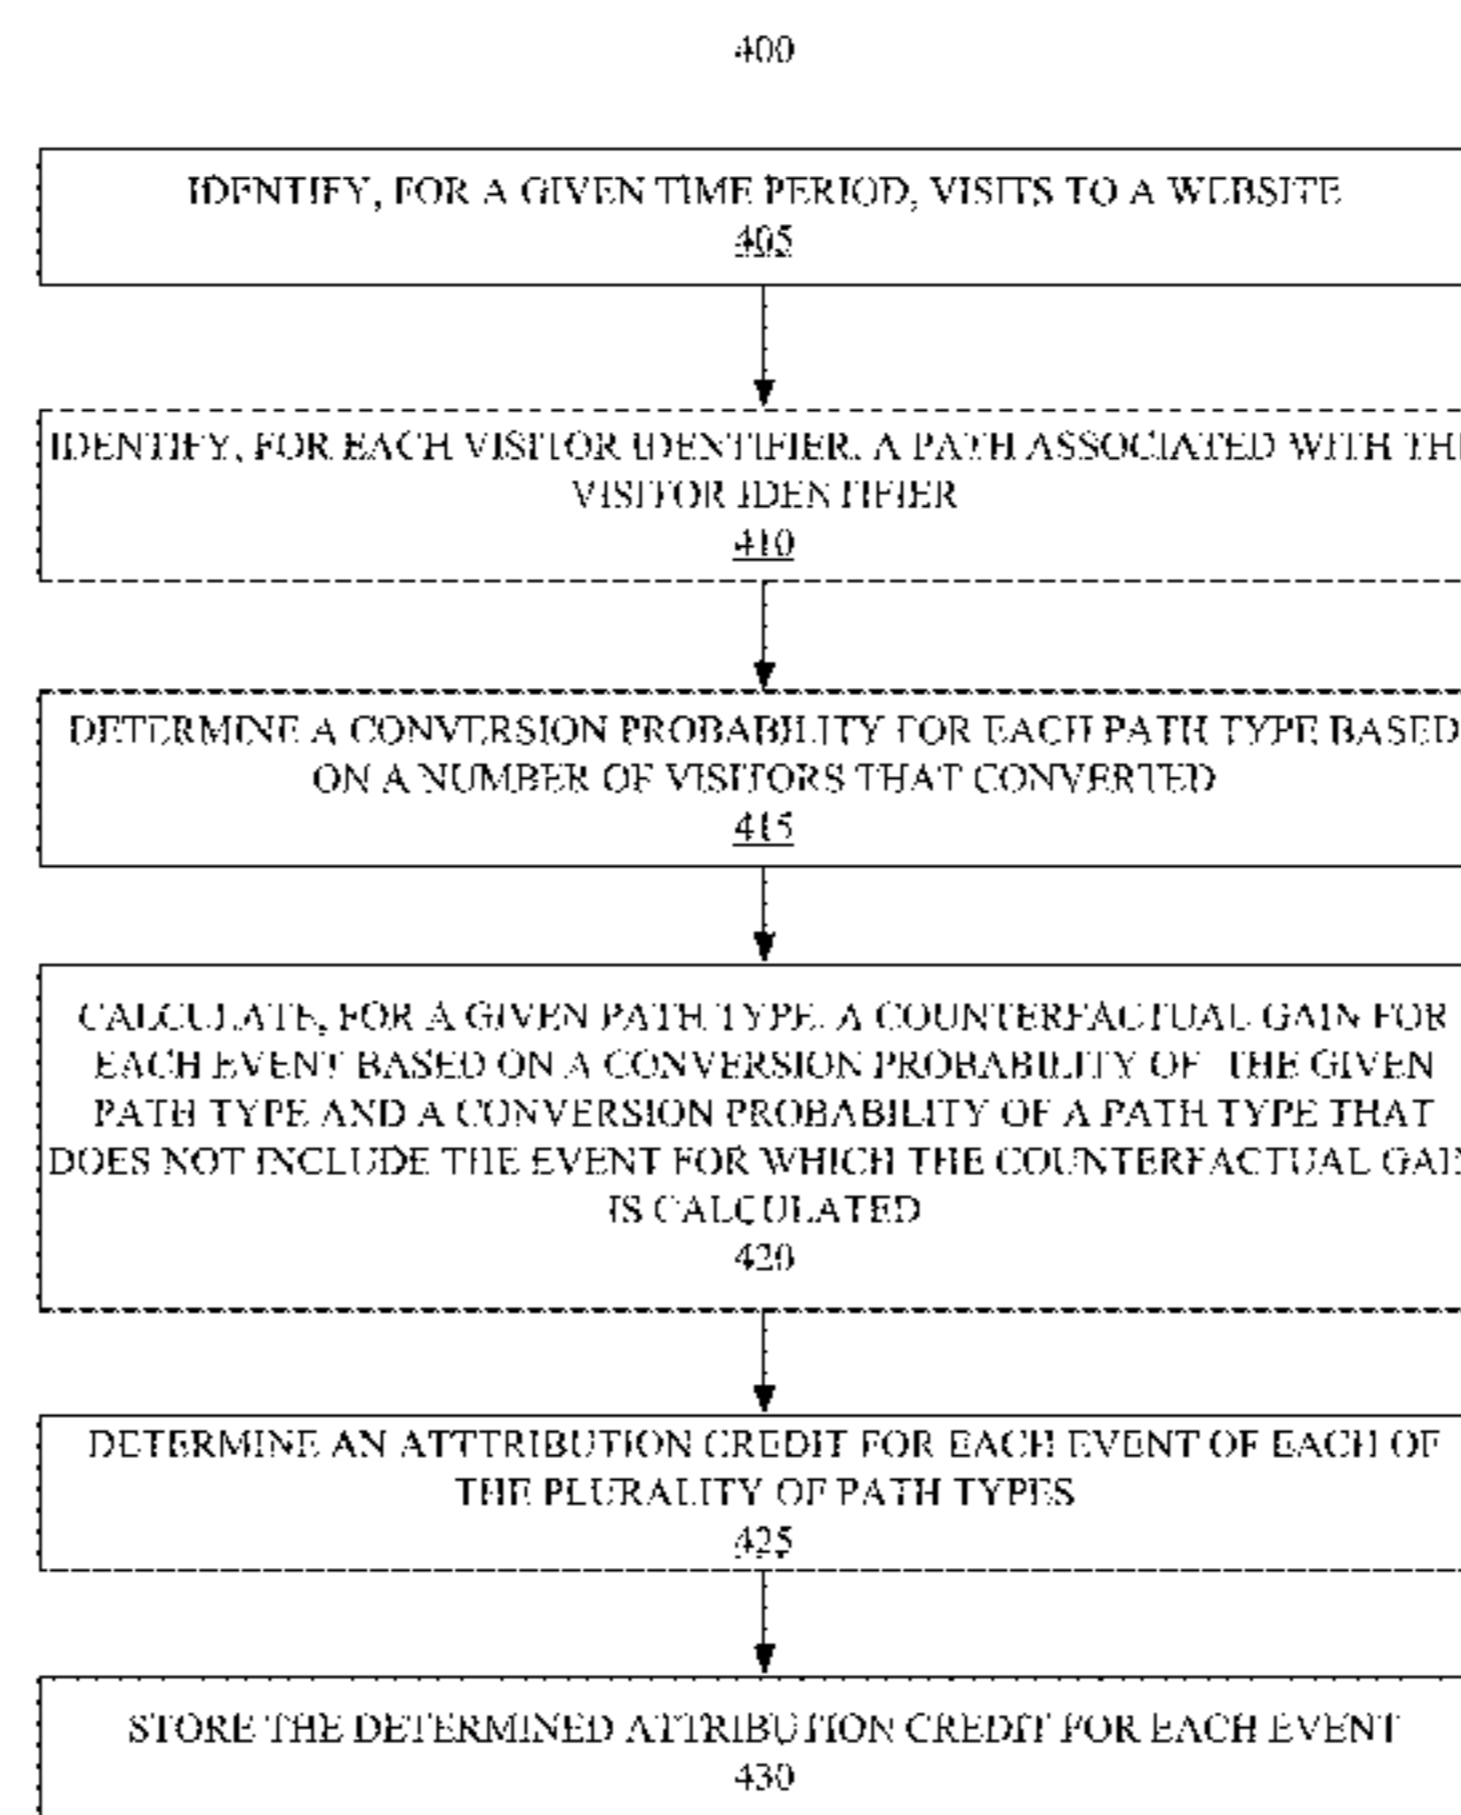 400
IDENTIFY, FOR A GIVEN TIME PERIOD, VISITS TO A WEBSITE
405
IDENTIFY, FOR EACH VISITOR IDENTIFIER, A PATH ASSOCIATED WITH THE
VISITOR IDENTIFIER
410
DETERMINE A CONVERSION PROBABILITY FOR EACH PATH TYPE BASED
ON A NUMBER OF VISITORS THAT CONVERTED
415
CALCULATE, FOR A GIVEN PATH TYPE, A COUNTERFACTUAL GAIN FOR
EACH EVENT BASED ON A CONVERSION PROBABILITY OF THE GIVEN
PATH TYPE AND A CONVERSION PROBABILITY OF A PATH TYPE THAT
DOES NOT INCLUDE THE EVENT FOR WHICH THE COUNTERFACTUAL GAIN
IS CALCULATED
420
DETERMINE AN ATTTRIBUTION CREDIT FOR EACH EVENT OF EACH OF
THE PLURALITY OF PATH TYPES
425
STORE THE DETERMINED ATTRIBUTION CREDIT FOR EACH EVENT
430